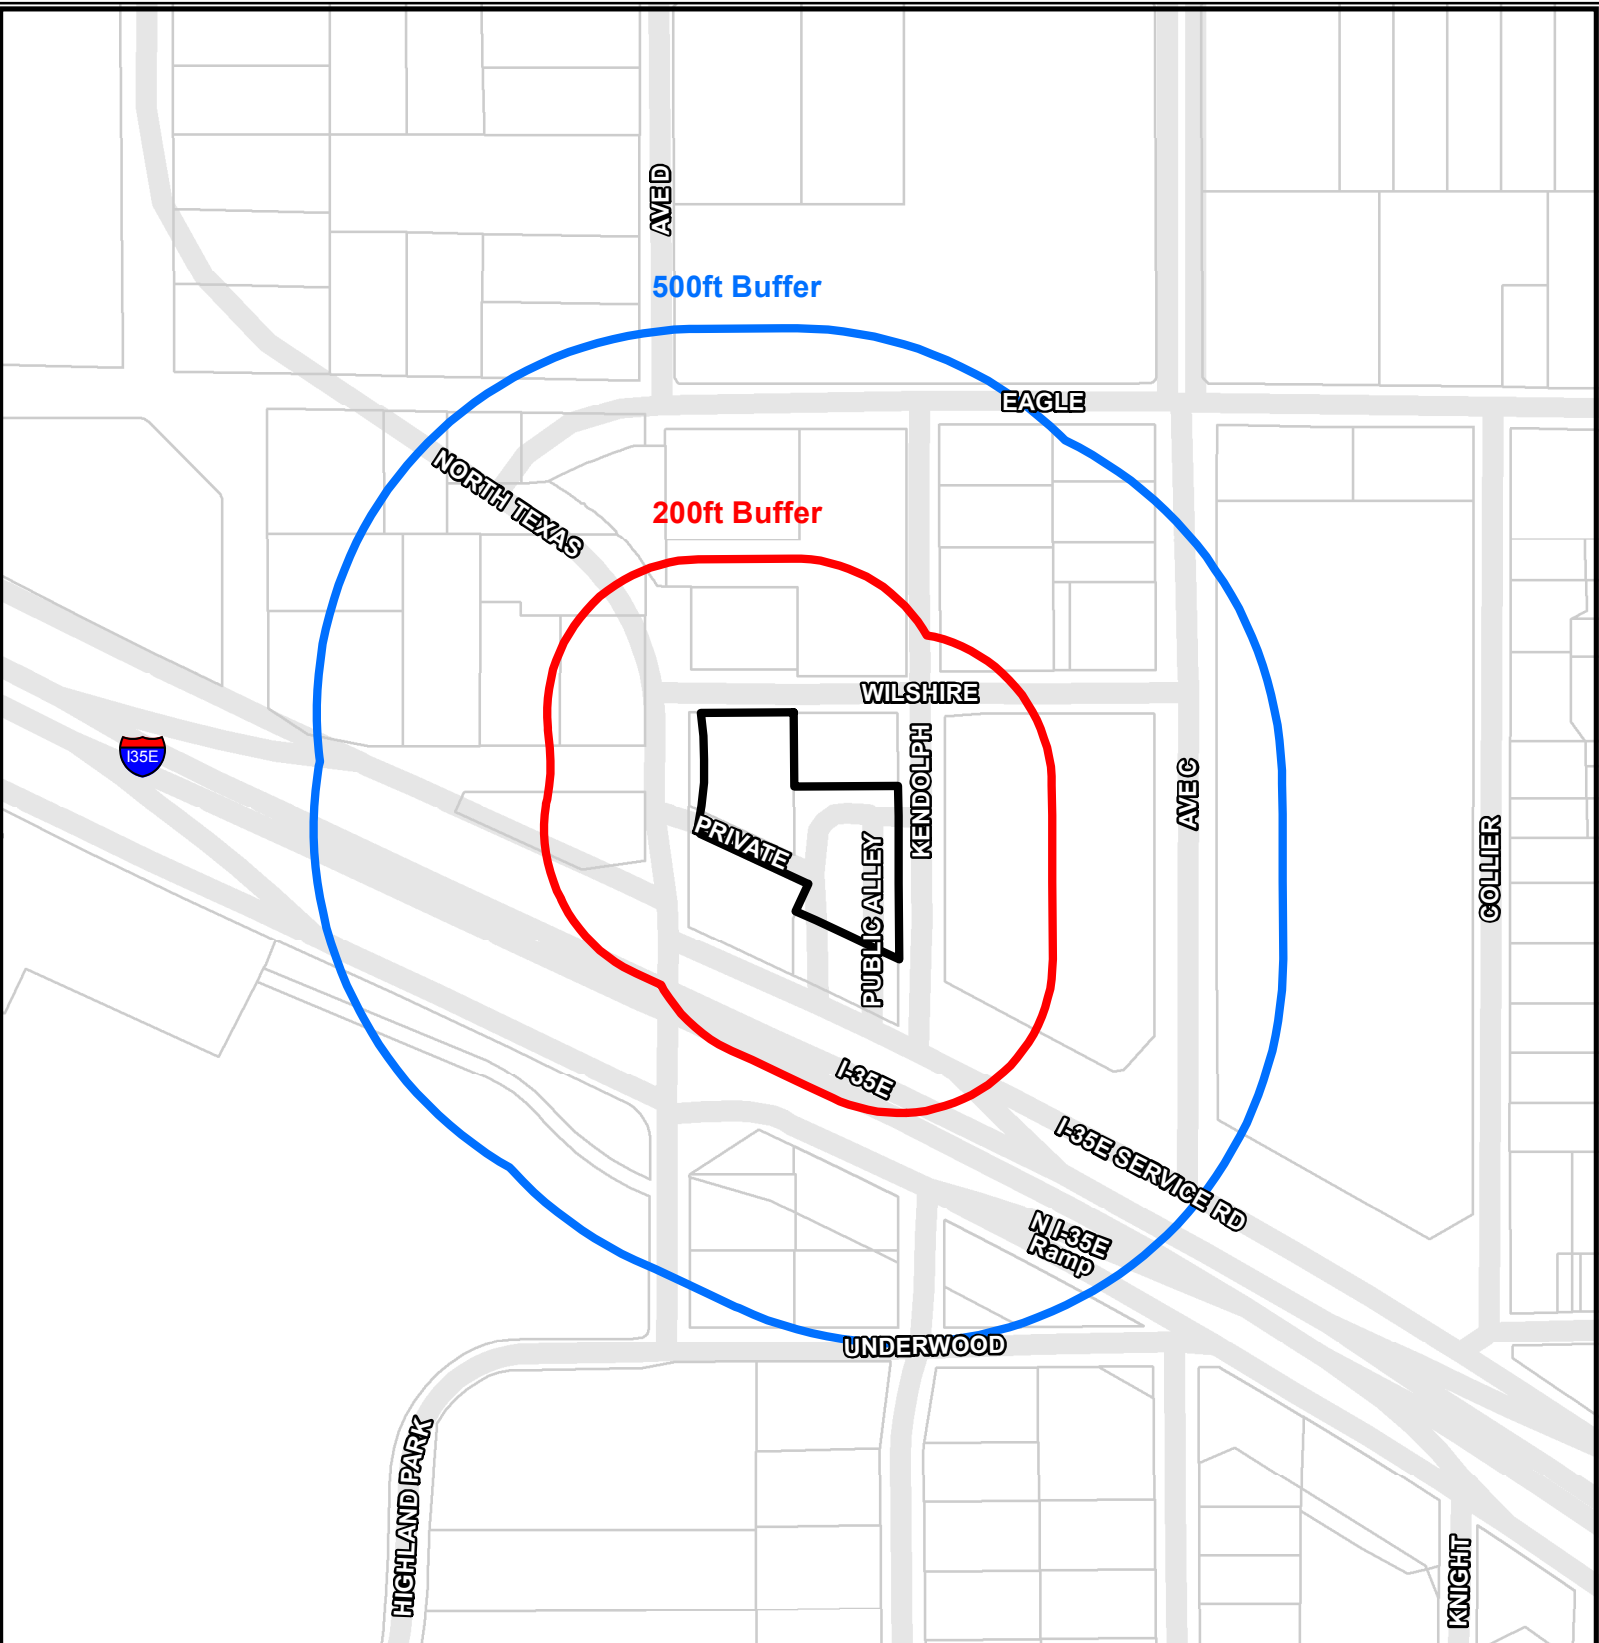 AVE D
500ft Buffer
EAGLE
NORTH TEXAS
200ft Buffer
WILSHIRE
I35E
KENDOLPH
AVE C
PRIVATE
PUBLIC ALLEY
COLLIER
I-35E
I-35E SERVICE RD
N I-35E
Ramp
UNDERWOOD
HIGHLAND PARK
KNIGHT